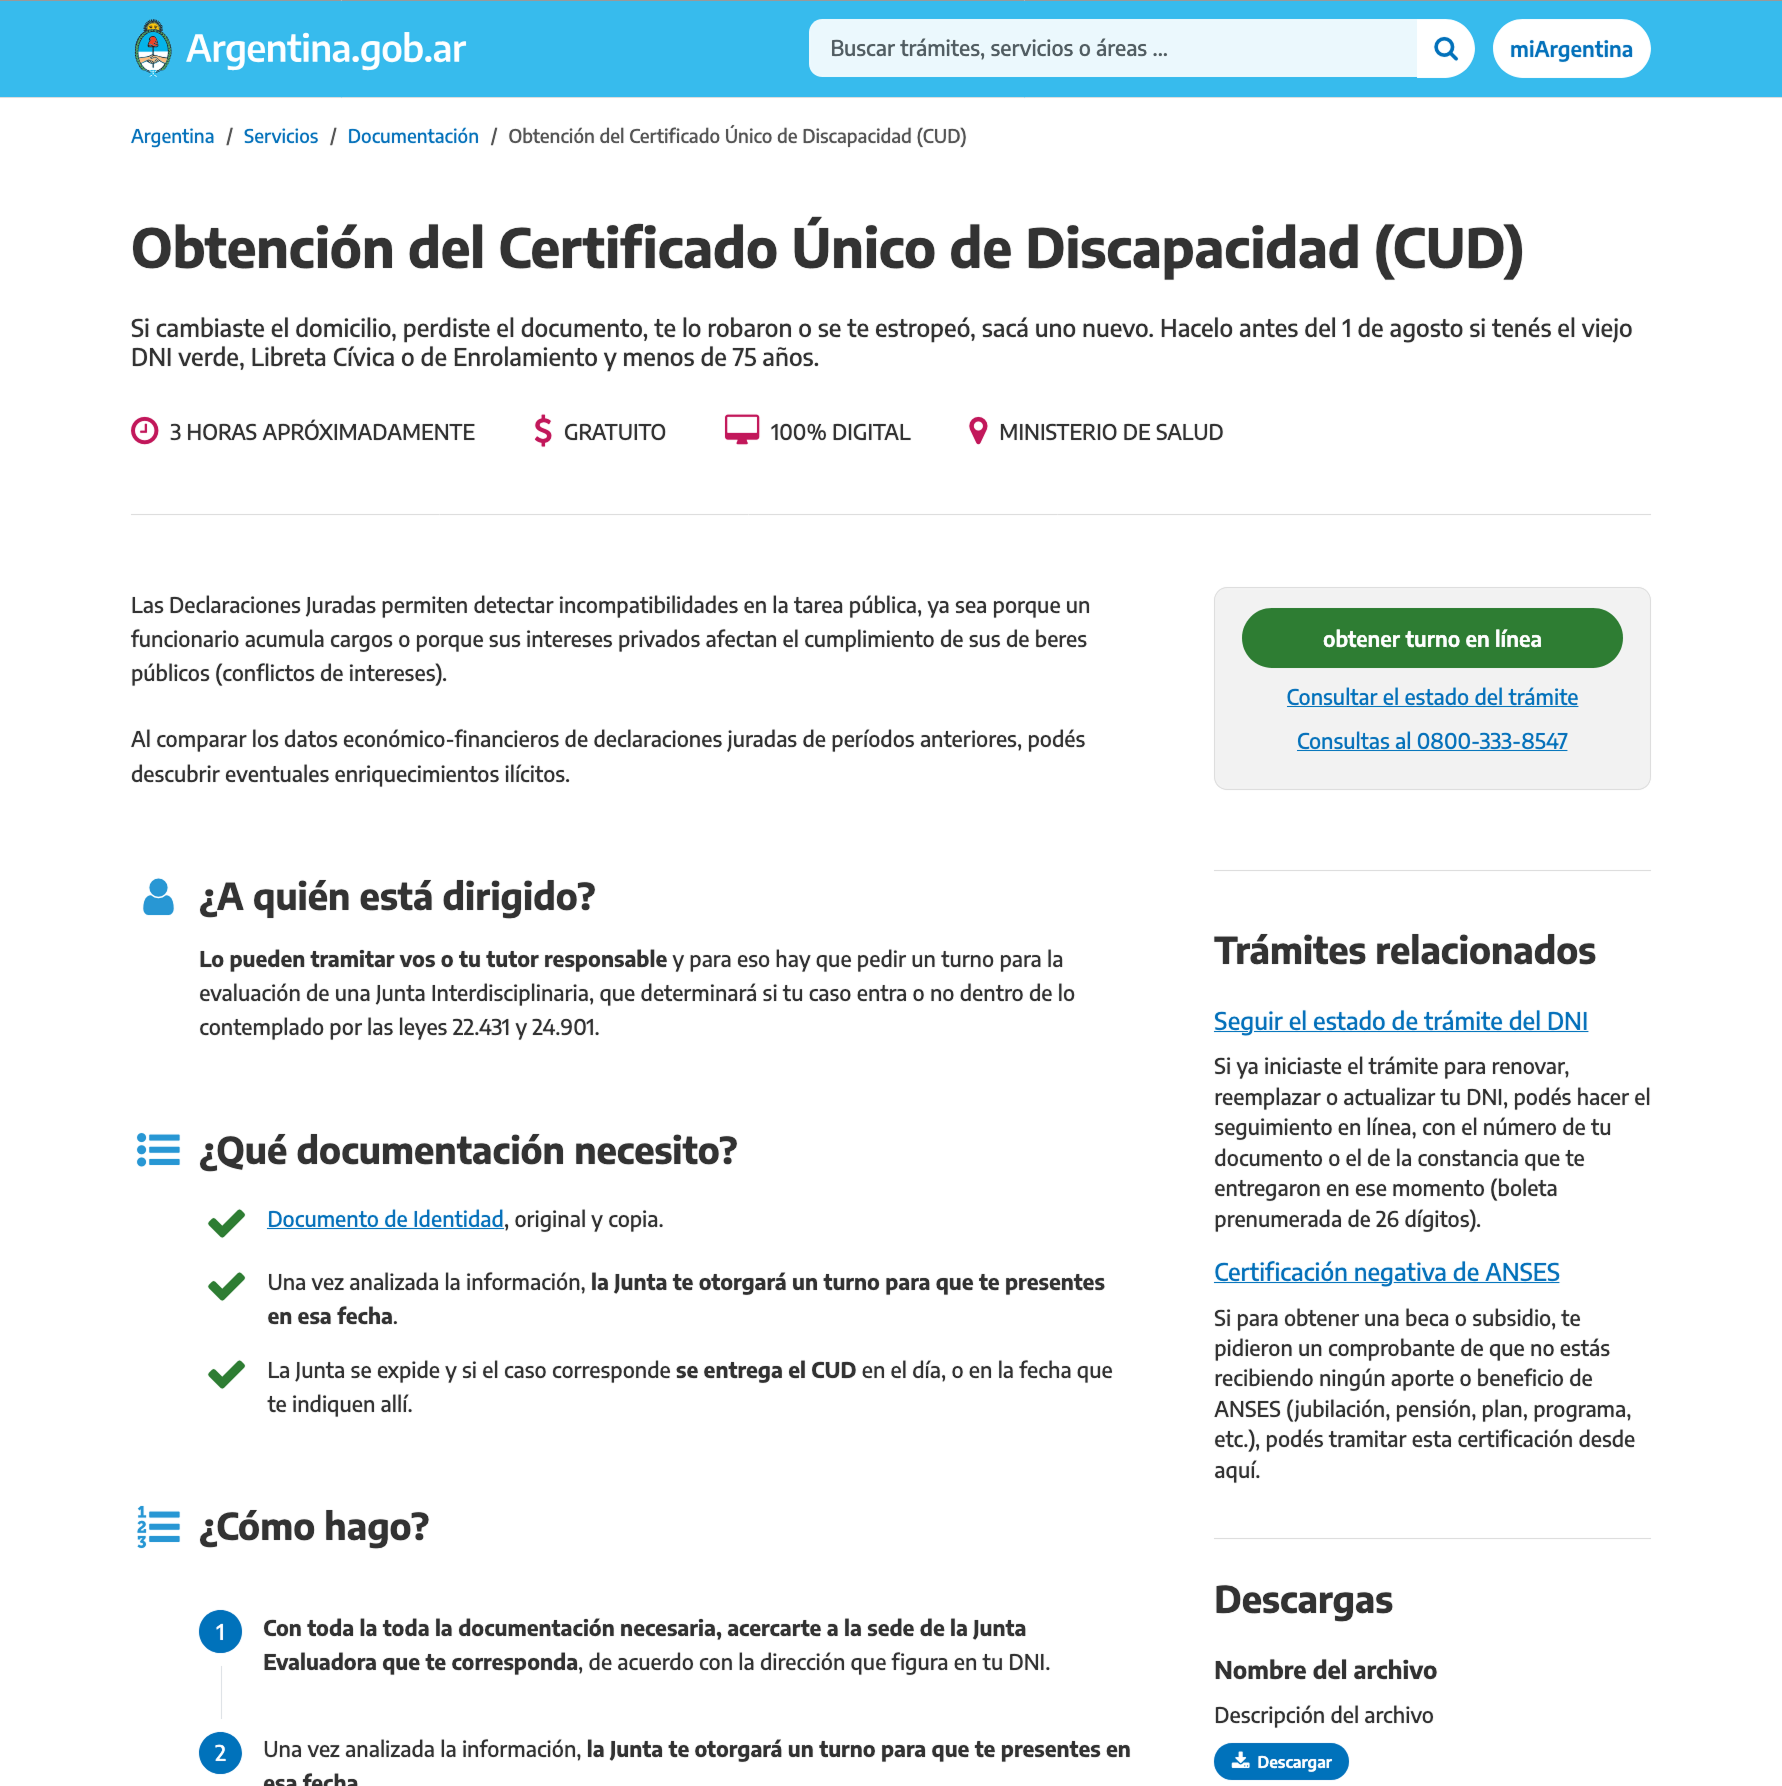 Argentina.gob.ar
Buscar trámites, servicios o áreas ...
miArgentina
Argentina / Servicios / Documentación / Obtención del Certificado Único de Discapacidad (CUD)
Obtención del Certificado Único de Discapacidad (CUD)
Si cambiaste el domicilio, perdiste el documento, te lo robaron o se te estropeó, sacá uno nuevo. Hacelo antes del 1 de agosto si tenés el viejo
DNI verde, Libreta Cívica o de Enrolamiento y menos de 75 años.
3 HORAS APRÓXIMADAMENTE
$ GRATUITO
100% DIGITAL
MINISTERIO DE SALUD
Las Declaraciones Juradas permiten detectar incompatibilidades en la tarea pública, ya sea porque un
funcionario acumula cargos o porque sus intereses privados afectan el cumplimiento de sus de beres
públicos (conflictos de intereses).
Al comparar los datos económico-financieros de declaraciones juradas de períodos anteriores, podés
descubrir eventuales enriquecimientos ilícitos.
¿A quién está dirigido?
Lo pueden tramitar vos o tu tutor responsable y para eso hay que pedir un turno para la
evaluación de una Junta Interdisciplinaria, que determinará si tu caso entra o no dentro de lo
contemplado por las leyes 22.431 y 24.901.
¿Qué documentación necesito?
Documento de Identidad, original y copia.
Una vez analizada la información, la Junta te otorgará un turno para que te presentes
en esa fecha.
La Junta se expide y si el caso corresponde se entrega el CUD en el día, o en la fecha que
te indiquen allí.
1
2
3
¿Cómo hago?
1
Con toda la toda la documentación necesaria, acercarte a la sede de la Junta
Evaluadora que te corresponda, de acuerdo con la dirección que figura en tu DNI.
2
Una vez analizada la información, la Junta te otorgará un turno para que te presentes en
esa fecha
obtener turno en línea
Consultar el estado del trámite
Consultas al 0800-333-8547
Trámites relacionados
Seguir el estado de trámite del DNI
Si ya iniciaste el trámite para renovar,
reemplazar o actualizar tu DNI, podés hacer el
seguimiento en línea, con el número de tu
documento o el de la constancia que te
entregaron en ese momento (boleta
prenumerada de 26 dígitos).
Certificación negativa de ANSES
Si para obtener una beca o subsidio, te
pidieron un comprobante de que no estás
recibiendo ningún aporte o beneficio de
ANSES (jubilación, pensión, plan, programa,
etc.), podés tramitar esta certificación desde
aquí.
Descargas
Nombre del archivo
Descripción del archivo
Descargar